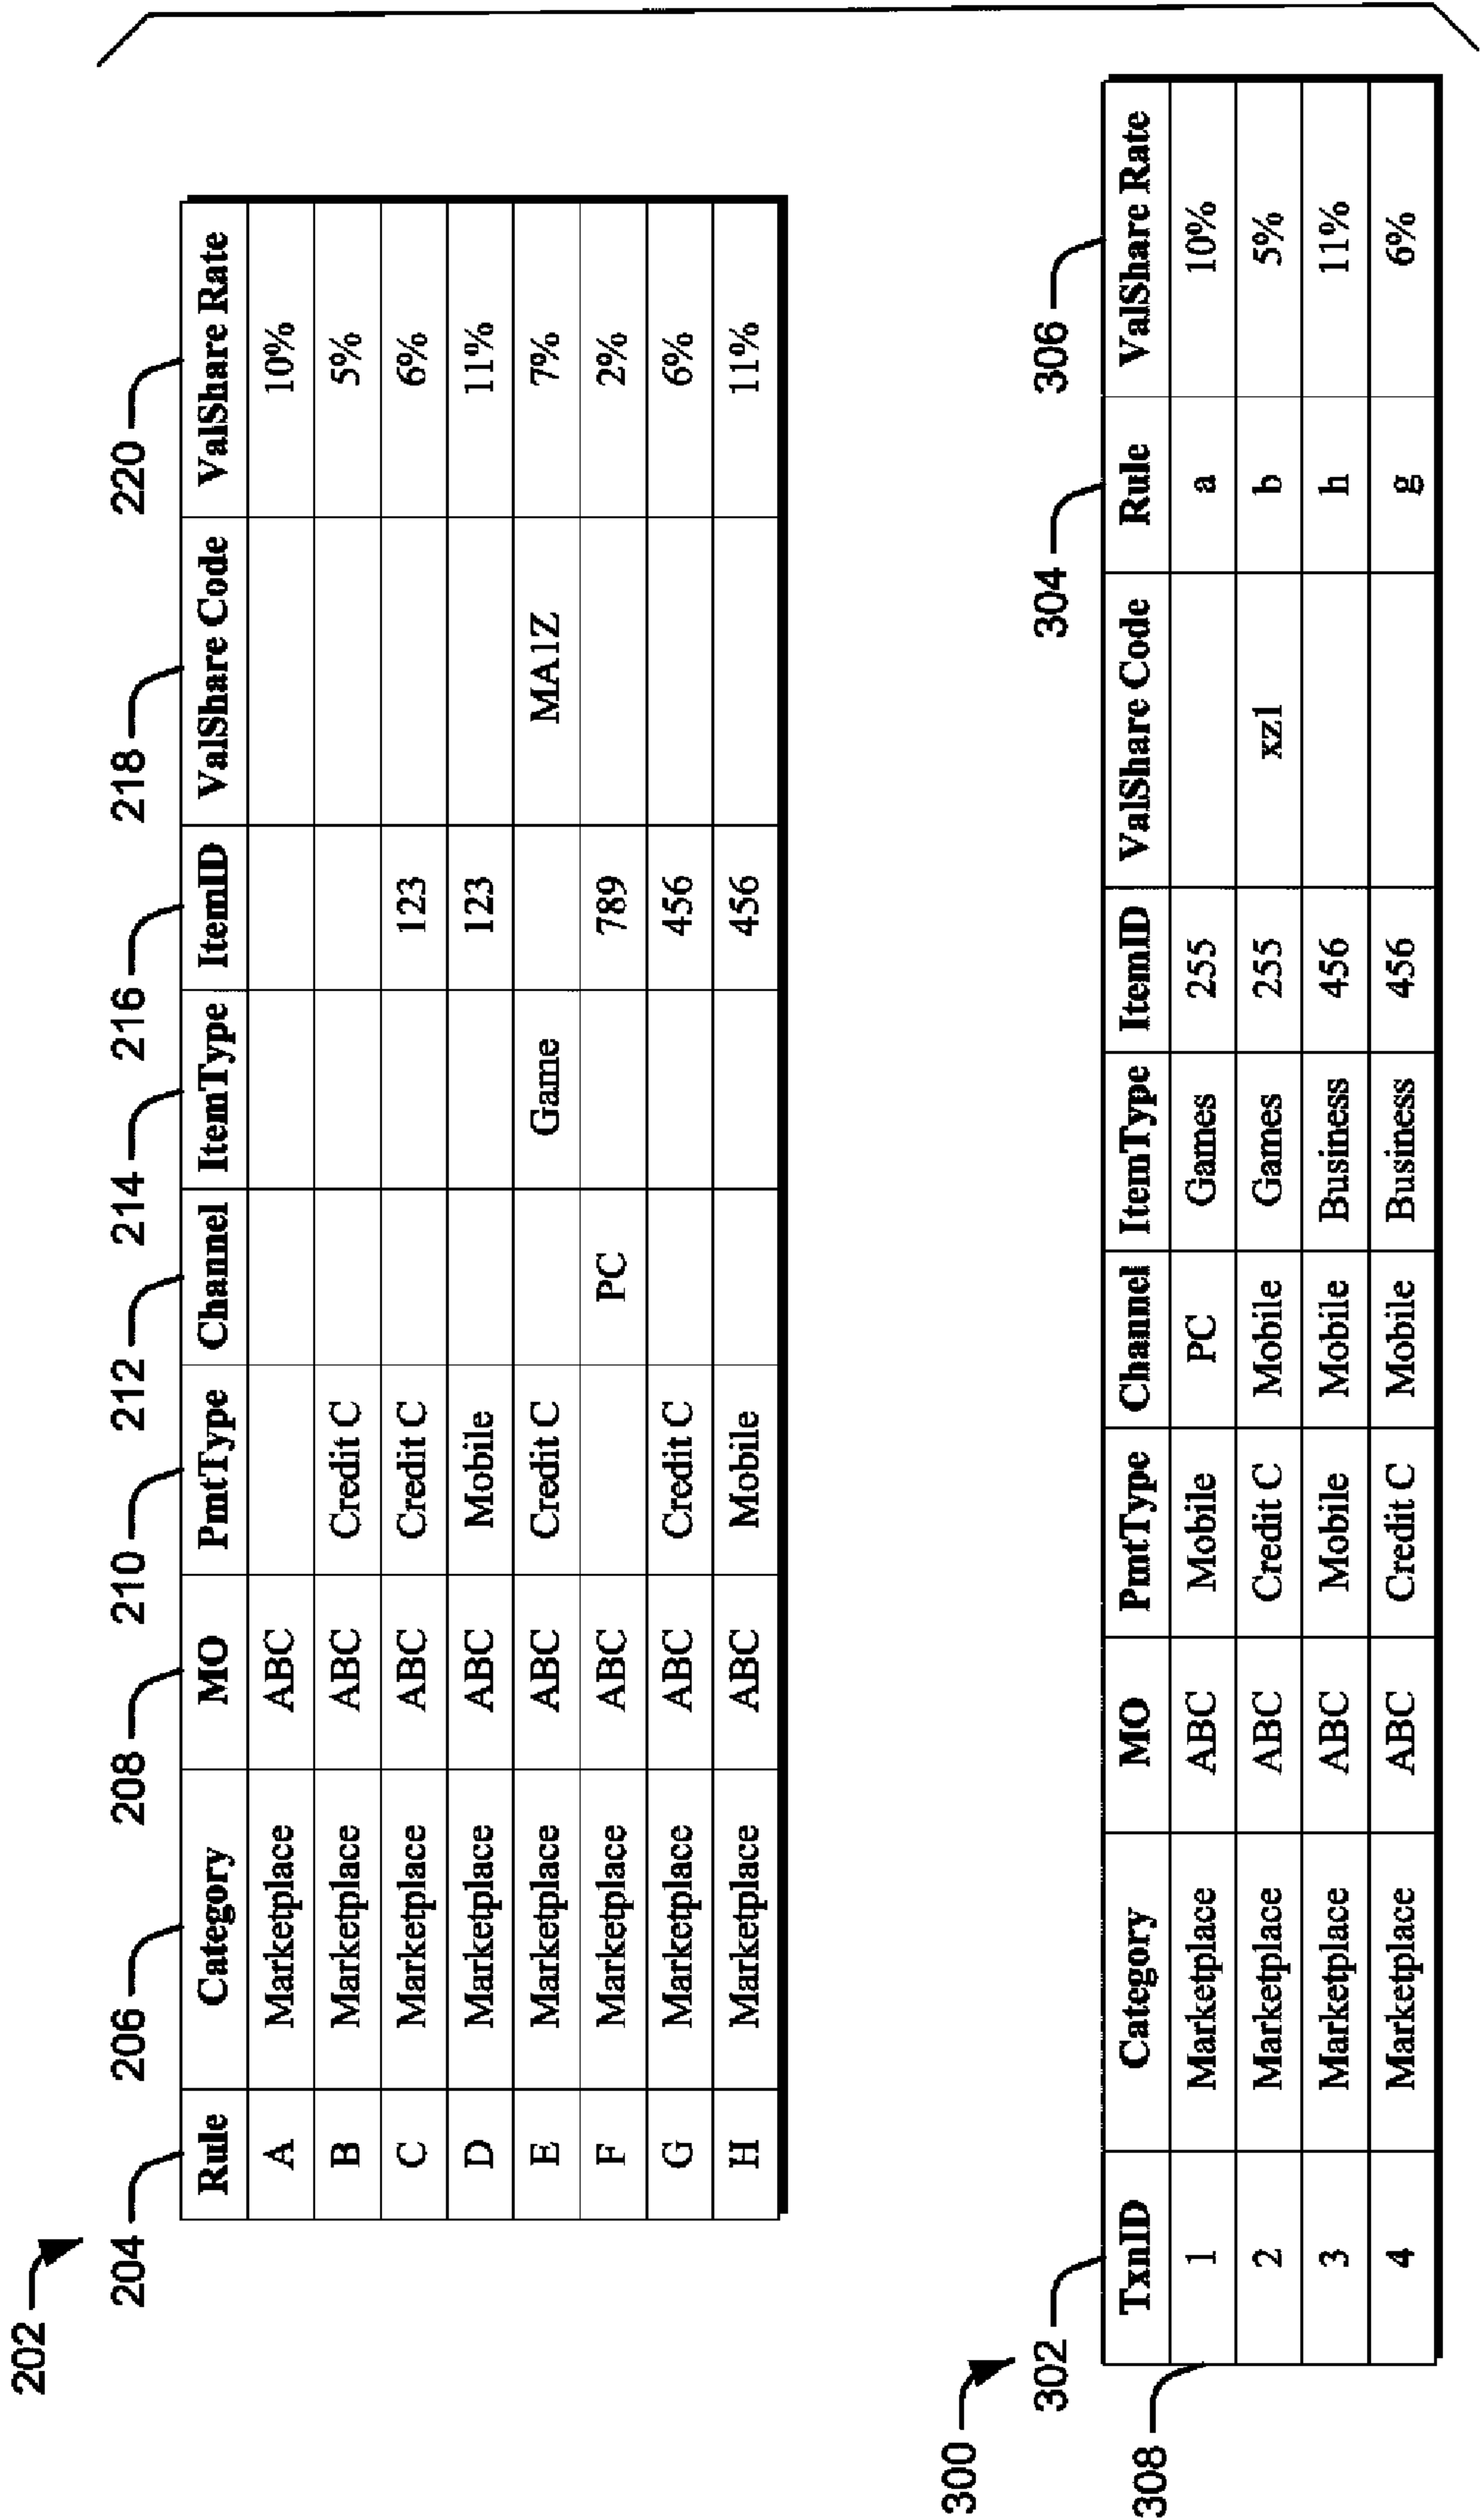 202
204 206 208 210 212 214 216 218 220
Rule Category MO PmtType Channel ItemType ItemID ValShare Code ValShare Rate
A Marketplace ABC 10%
B Marketplace ABC Credit C 5%
C Marketplace ABC Credit C 123 6%
D Marketplace ABC Mobile 123 11%
E Marketplace ABC Credit C Game MA1Z 7%
F Marketplace ABC PC 789 2%
G Marketplace ABC Credit C 456 6%
H Marketplace ABC Mobile 456 11%
300
302 304 306
TxnID Category MO PmtType Channel ItemType ItemID ValShare Code Rule ValShare Rate
308
1 Marketplace ABC Mobile PC Games 255 a 10%
2 Marketplace ABC Credit C Mobile Games 255 xz1 b 5%
3 Marketplace ABC Mobile Mobile Business 456 h 11%
4 Marketplace ABC Credit C Mobile Business 456 g 6%